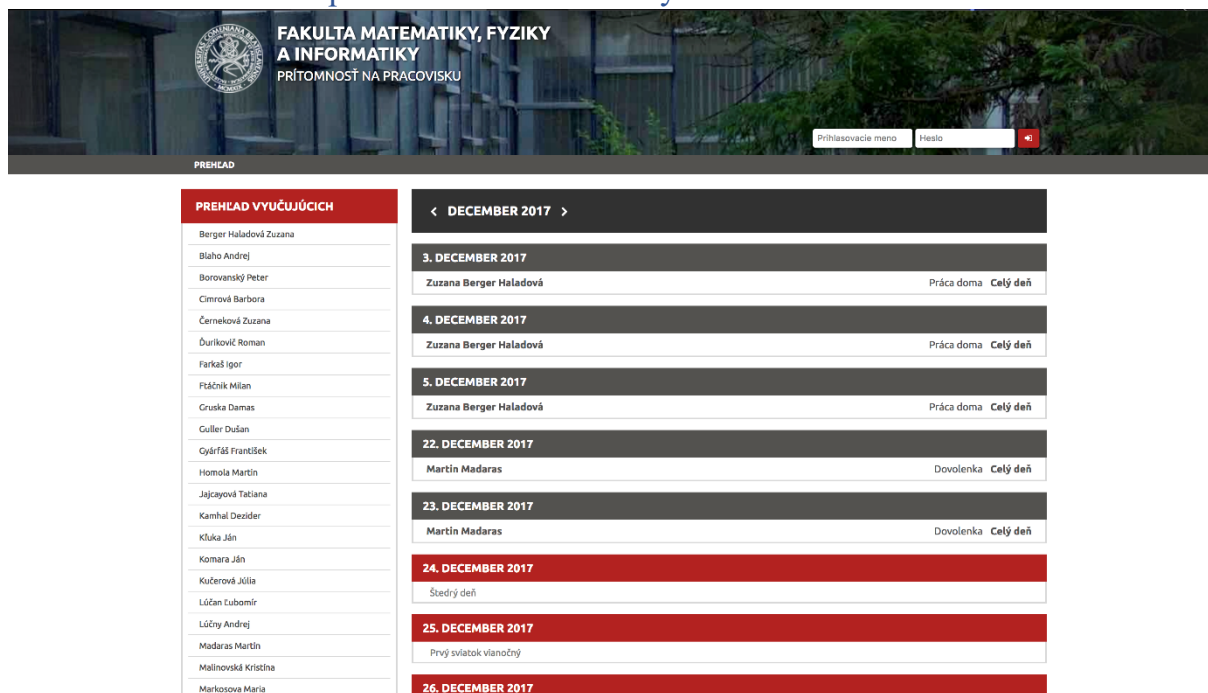 FAKULTA MATEMATIKY, FYZIKY
A INFORMATIKY
PRÍTOMNOSŤ NA PRACOVISKU
Prihlasovacie meno Heslo
PREHĽAD
PREHĽAD VYUČUJÚCICH
Berger Haladová Zuzana
Blaho Andrej
Borovanský Peter
Cimrová Barbora
Černeková Zuzana
Ďurikovič Roman
Farkaš Igor
Ftáčnik Milan
Gruska Damas
Guller Dušan
Gyárfáš František
Homola Martin
Jajcayová Tatiana
Kamhal Dezider
Kľuka Ján
Komara Ján
Kučerová Júlia
Lúčan Ľubomír
Lúčny Andrej
Madaras Martin
Malinovská Kristína
Markosova Maria
< DECEMBER 2017 >
3. DECEMBER 2017
Zuzana Berger Haladová Práca doma Celý deň
4. DECEMBER 2017
Zuzana Berger Haladová Práca doma Celý deň
5. DECEMBER 2017
Zuzana Berger Haladová Práca doma Celý deň
22. DECEMBER 2017
Martin Madaras Dovolenka Celý deň
23. DECEMBER 2017
Martin Madaras Dovolenka Celý deň
24. DECEMBER 2017
Štedrý deň
25. DECEMBER 2017
Prvý sviatok vianočný
26. DECEMBER 2017